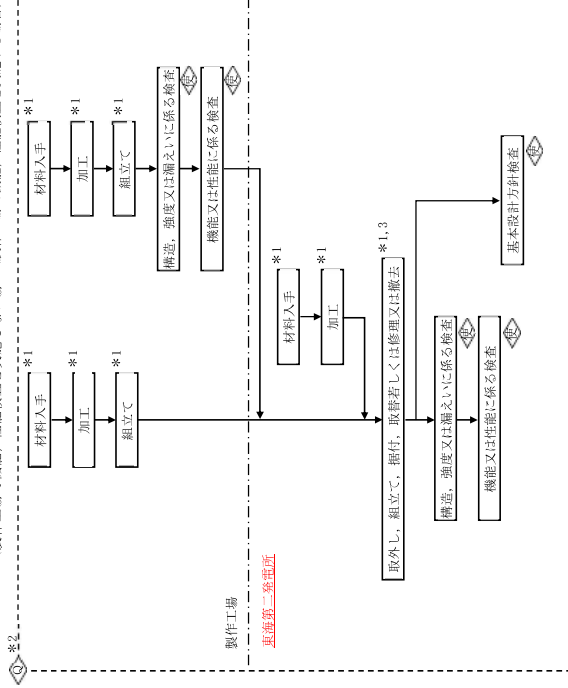 Q
*2
材料入手
*1
加工
*1
組立て
*1
材料入手
*1
加工
*1
組立て
*1
構造，強度又は漏えいに係る検査
使
機能又は性能に係る検査
使
製作工場
東海第二発電所
材料入手
*1
加工
*1
取外し，組立て，据付，取替若しくは修理又は撤去
*1,3
構造，強度又は漏えいに係る検査
使
機能又は性能に係る検査
使
基本設計方針検査
使